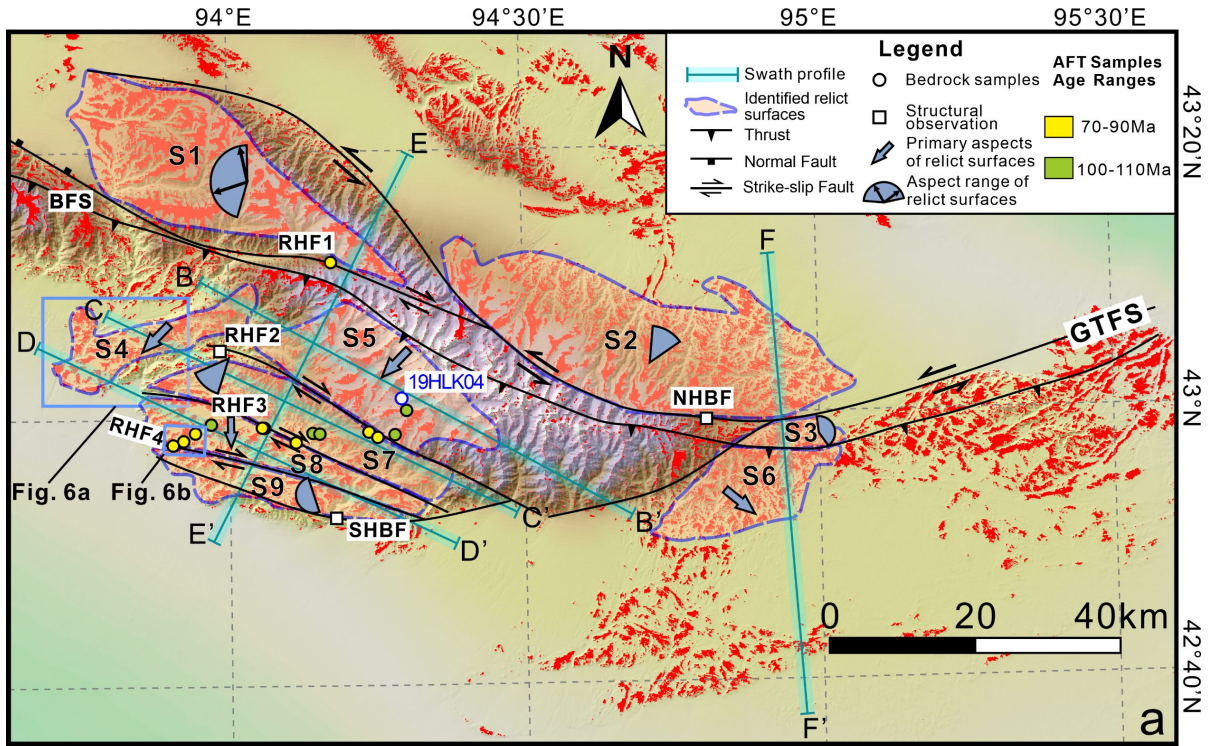 94°E
94°30'E
95°E
95°30'E
43°20'N
43°N
42°40'N
N
Legend
Swath profile
Identified relict
surfaces
Thrust
Normal Fault
Strike-slip Fault
Bedrock samples
Structural
observation
Primary aspects
of relict surfaces
Aspect range of
relict surfaces
AFT Samples
Age Ranges
70-90Ma
100-110Ma
S1
E
BFS
RHF1
F
B
C
D
S4
RHF2
S5
S2
GTFS
19HLK04
NHBF
S3
RHF3
RHF4
S8
S7
S6
Fig. 6a
Fig. 6b
S9
SHBF
C'
B'
E'
D'
0
20
40km
F'
a